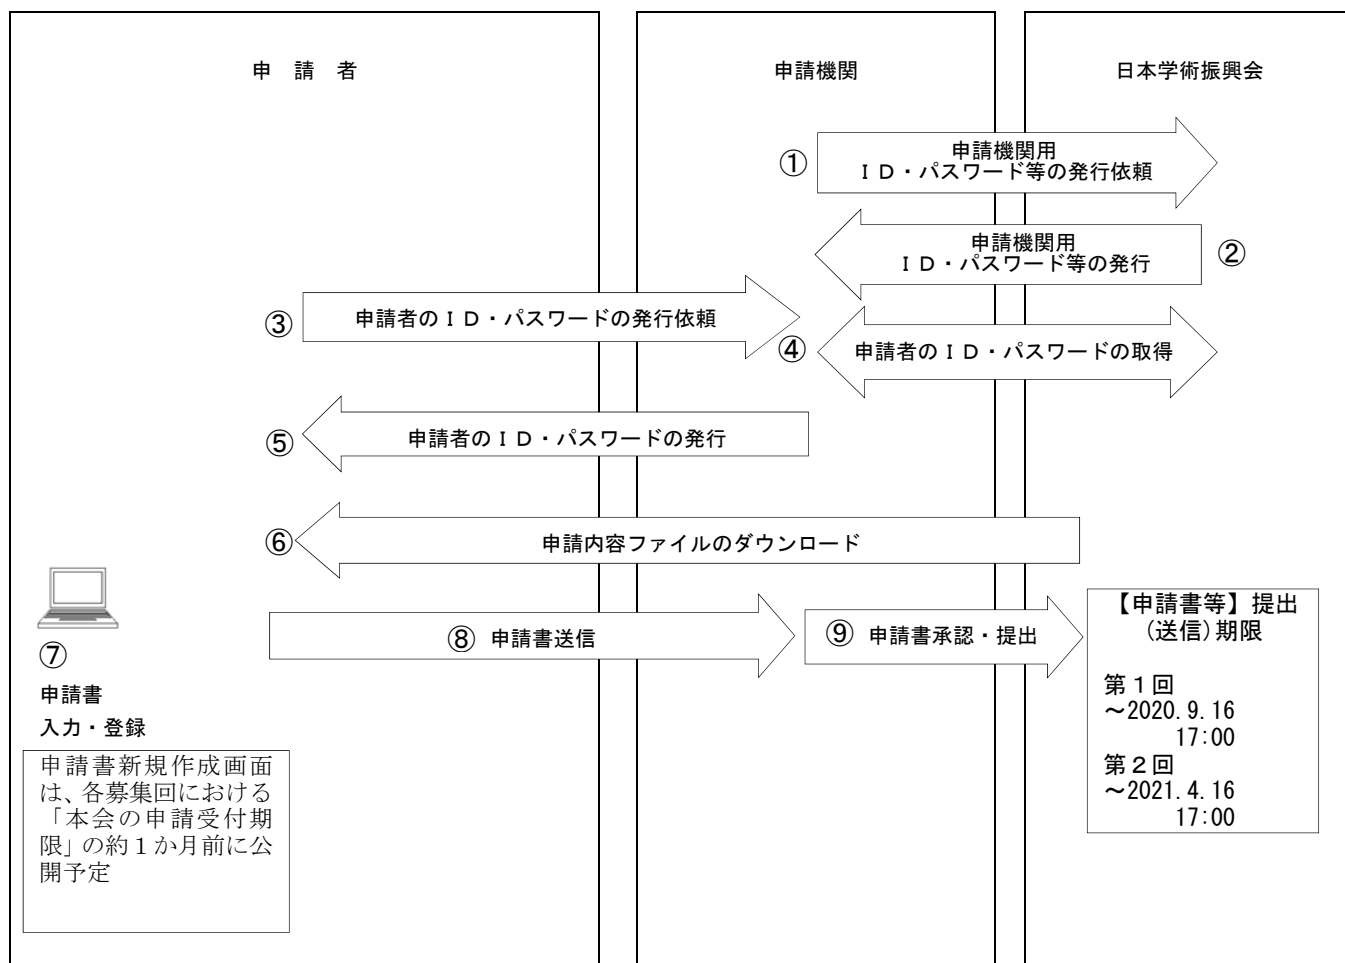 申　請　者
申請機関
日本学術振興会
①
申請機関用
ＩＤ・パスワード等の発行依頼
申請機関用
ＩＤ・パスワード等の発行
②
③
申請者のＩＤ・パスワードの発行依頼
④
申請者のＩＤ・パスワードの取得
⑤
申請者のＩＤ・パスワードの発行
⑥
申請内容ファイルのダウンロード
⑦
申請書
入力・登録
申請書新規作成画面
は、各募集回における
「本会の申請受付期
限」の約１か月前に公
開予定
⑧ 申請書送信
⑨ 申請書承認・提出
【申請書等】提出
(送信)期限
第１回
～2020.9.16
17:00
第２回
～2021.4.16
17:00